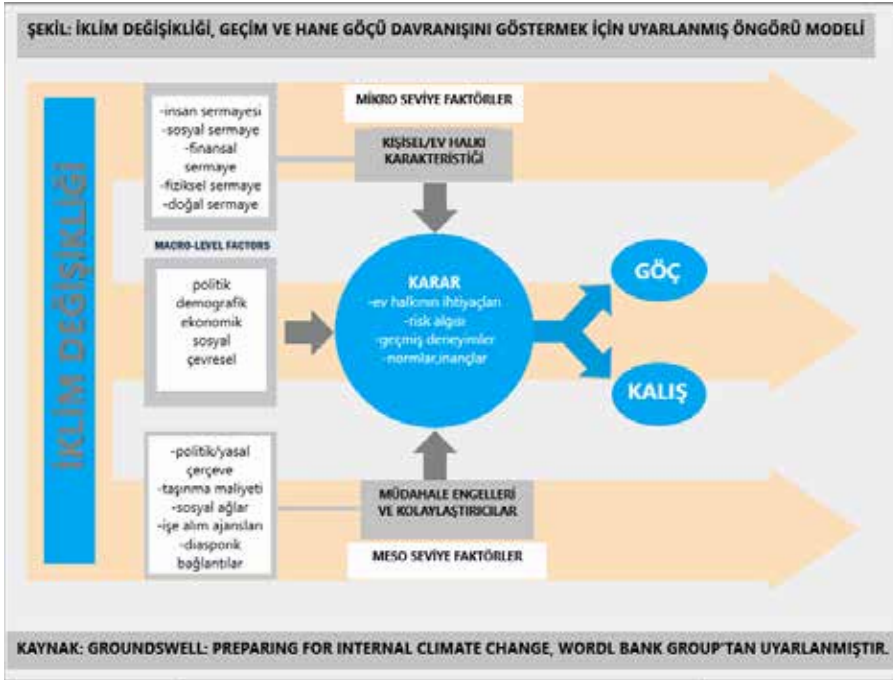 ŞEKİL: İKLİM DEĞİŞİKLİĞİ, GEÇİM VE HANE GÖÇÜ DAVRANIŞINI GÖSTERMEK İÇİN UYARLANMIŞ ÖNGÖRÜ MODELİ
İKLİM DEĞİŞİKLİĞİ
-insan sermayesi
-sosyal sermaye
-finansal
sermaye
-fiziksel sermaye
-doğal sermaye
MİKRO SEVİYE FAKTÖRLER
KİŞİSEL/EV HALKI
KARAKTERİSTİĞİ
MACRO-LEVEL FACTORS
politik
demografik
ekonomik
sosyal
çevresel
KARAR
-ev halkının ihtiyaçları
-risk algısı
-geçmiş deneyimler
-normlar,inançlar
GÖÇ
KALIŞ
-politik/yasal
çerçeve
-taşınma maliyeti
-sosyal ağlar
-işe alım ajansları
-diasporik
bağlantılar
MÜDAHALE ENGELLERİ
VE KOLAYLAŞTIRICILAR
MESO SEVİYE FAKTÖRLER
KAYNAK: GROUNDSWELL: PREPARING FOR INTERNAL CLIMATE CHANGE, WORDL BANK GROUP'TAN UYARLANMIŞTIR.